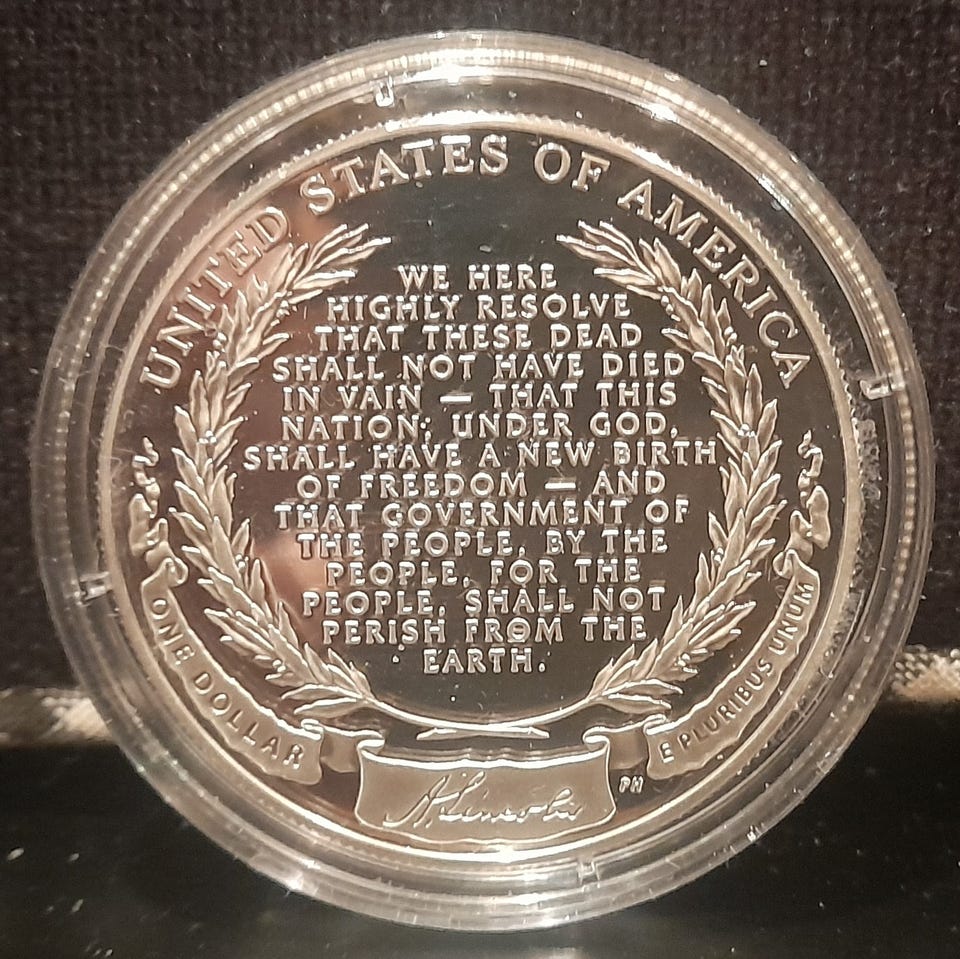 UNITED STATES OF AMERICA
WE HERE
HIGHLY RESOLVE
THAT THESE DEAD
SHALL NOT HAVE DIED
IN VAIN — THAT THIS
NATION, UNDER GOD,
SHALL HAVE A NEW BIRTH
OF FREEDOM — AND
THAT GOVERNMENT OF
THE PEOPLE, BY THE
PEOPLE, FOR THE
PEOPLE, SHALL NOT
PERISH FROM THE
EARTH.
ONE DOLLAR
E PLURIBUS UNUM
A. Lincoln
PH